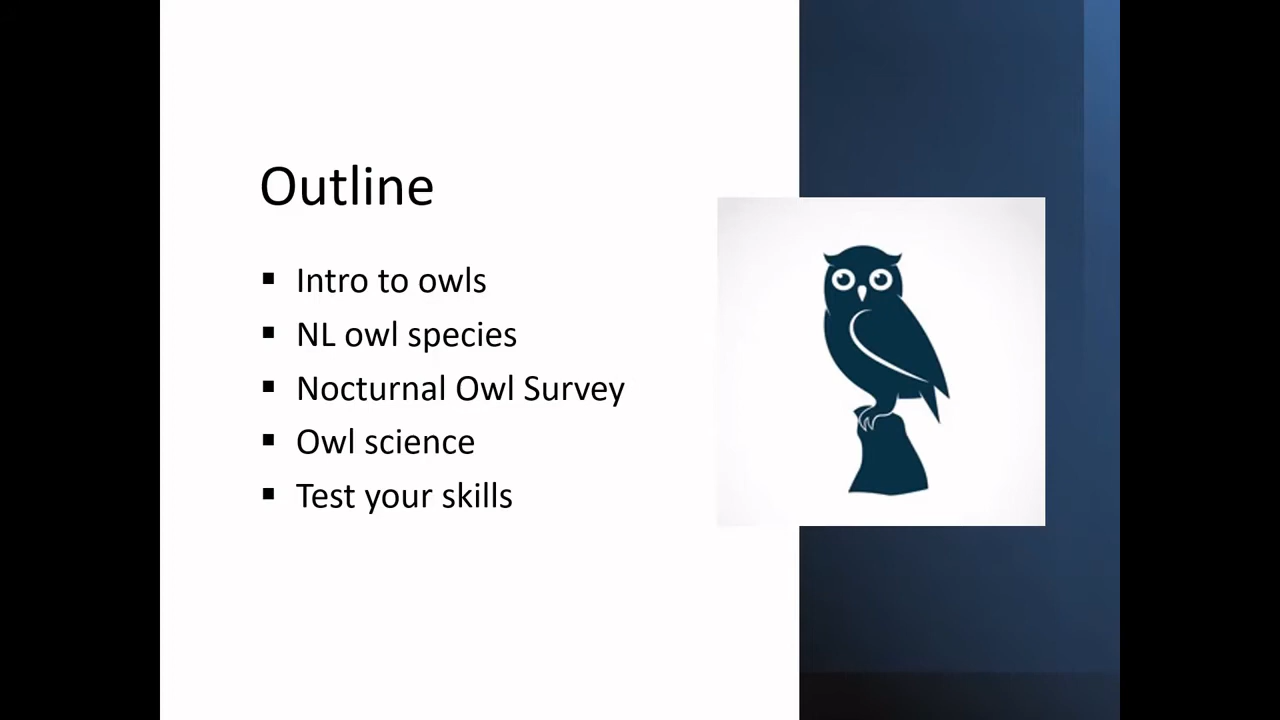 Outline
▪ Intro to owls
▪ NL owl species
▪ Nocturnal Owl Survey
▪ Owl science
▪ Test your skills